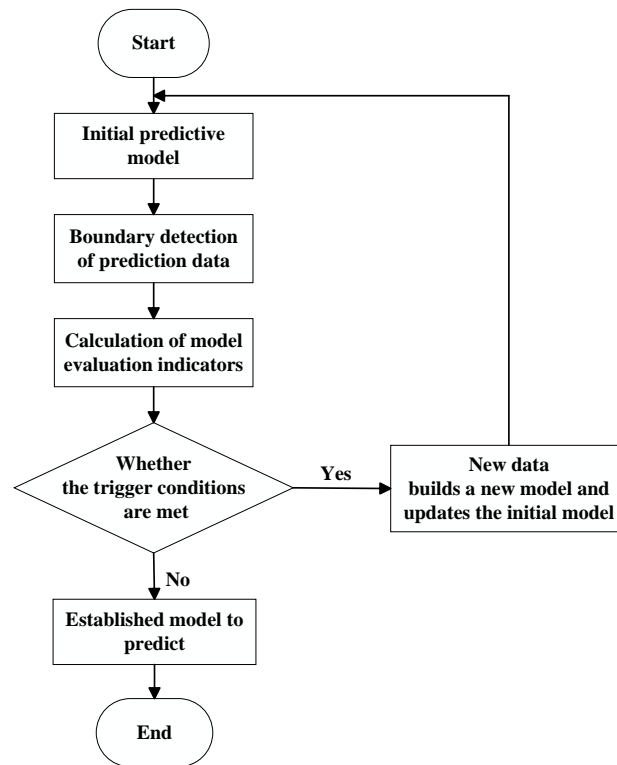 Start
Initial predictive
model
Boundary detection
of prediction data
Calculation of model
evaluation indicators
Whether
the trigger conditions
are met
Yes
New data
builds a new model and
updates the initial model
No
Established model to
predict
End